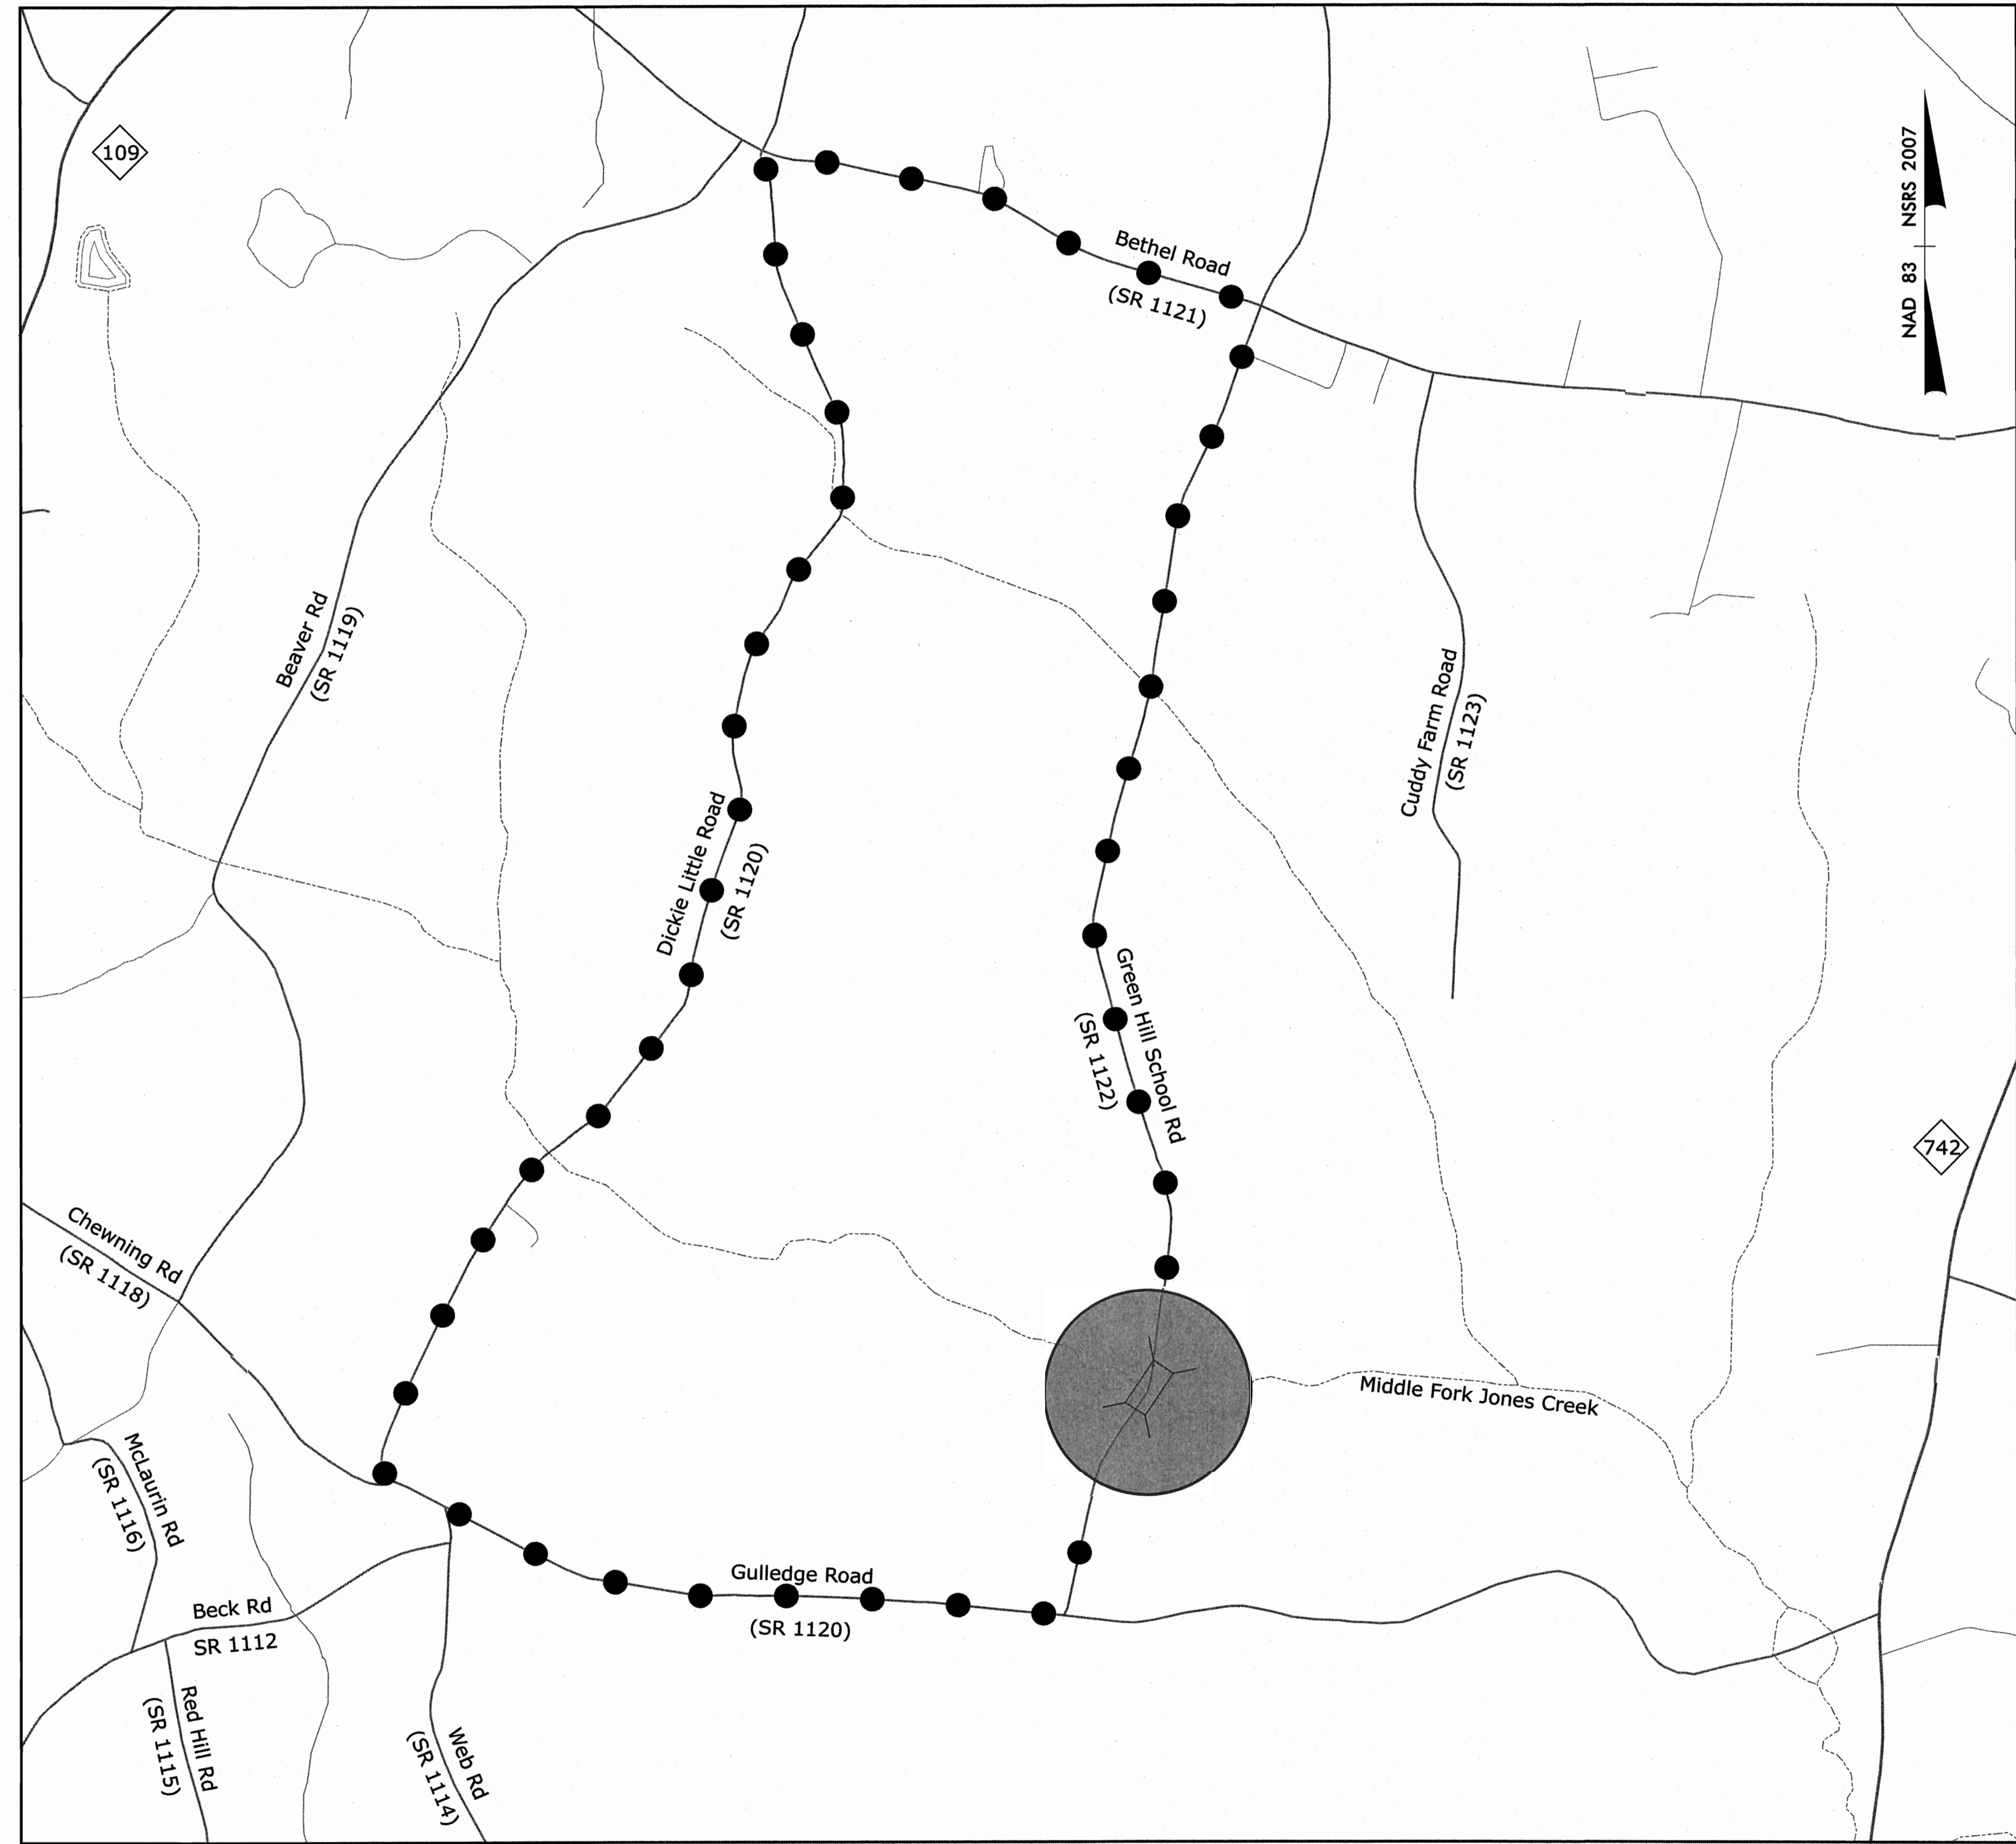 109
NAD 83 NSRS 2007
Bethel Road
(SR 1121)
Beaver Rd
(SR 1119)
Cuddy Farm Road
(SR 1123)
Dickie Little Road
(SR 1120)
Green Hill School Rd
(SR 1122)
742
Chewning Rd
(SR 1118)
Middle Fork Jones Creek
McLaurin Rd
(SR 1116)
Gulledge Road
(SR 1120)
Beck Rd
SR 1112
Red Hill Rd
(SR 1115)
Web Rd
(SR 1114)